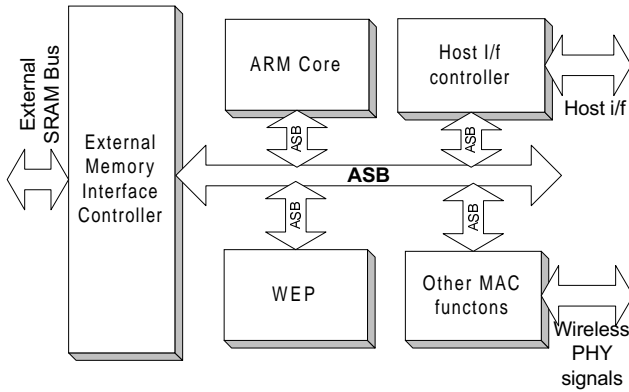 External
SRAM Bus
External
Memory
Interface
Controller
ARM Core
Host I/f
controller
Host i/f
ASB
ASB
ASB
ASB
ASB
WEP
Other MAC
functons
Wireless
PHY
signals